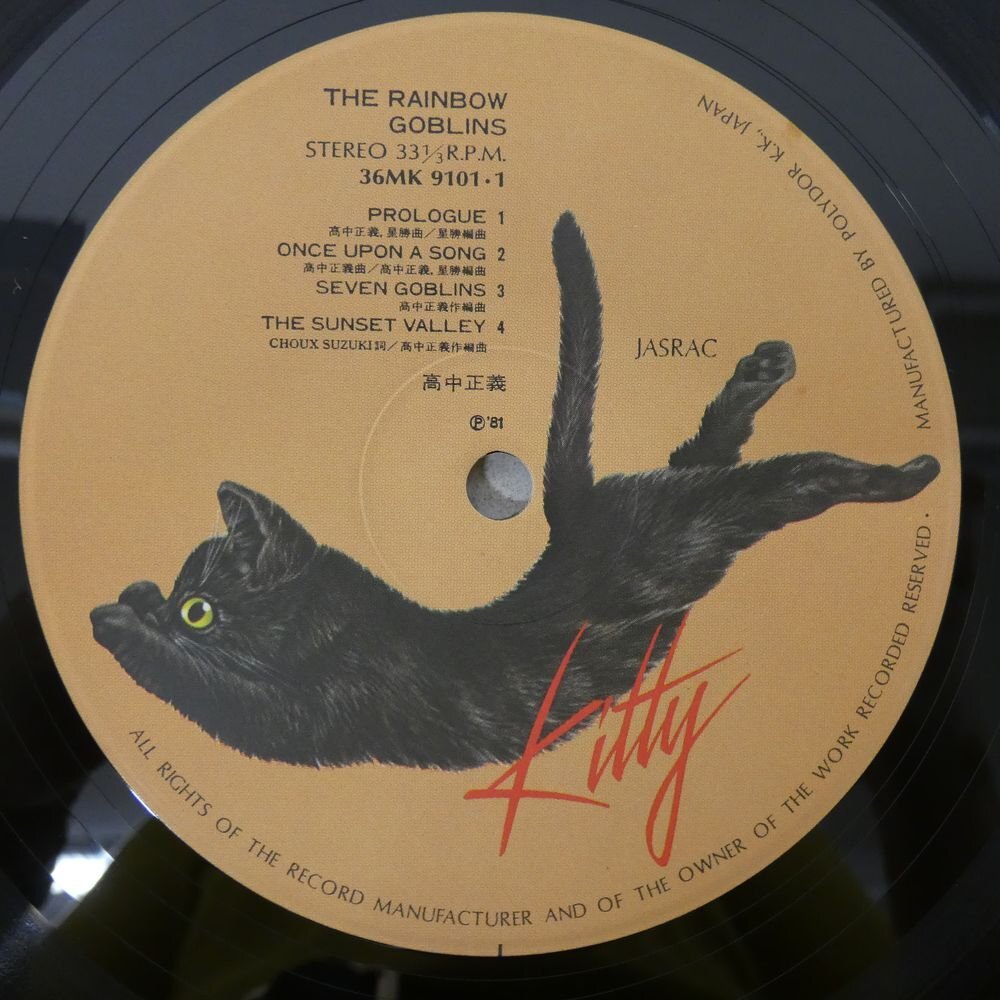 THE RAINBOW
GOBLINS
STEREO 33⅓R.P.M.
36MK 9101・1
PROLOGUE 1
高中正義,星勝曲／星勝編曲
ONCE UPON A SONG 2
高中正義曲／高中正義,星勝編曲
SEVEN GOBLINS 3
高中正義作編曲
THE SUNSET VALLEY 4
CHOUX SUZUKI詞／高中正義作編曲
高中正義
Ⓟ'81
JASRAC
Kitty
ALL RIGHTS OF THE RECORD MANUFACTURER AND OF THE OWNER OF THE WORK RECORDED RESERVED · MANUFACTURED BY POLYDOR K.K., JAPAN